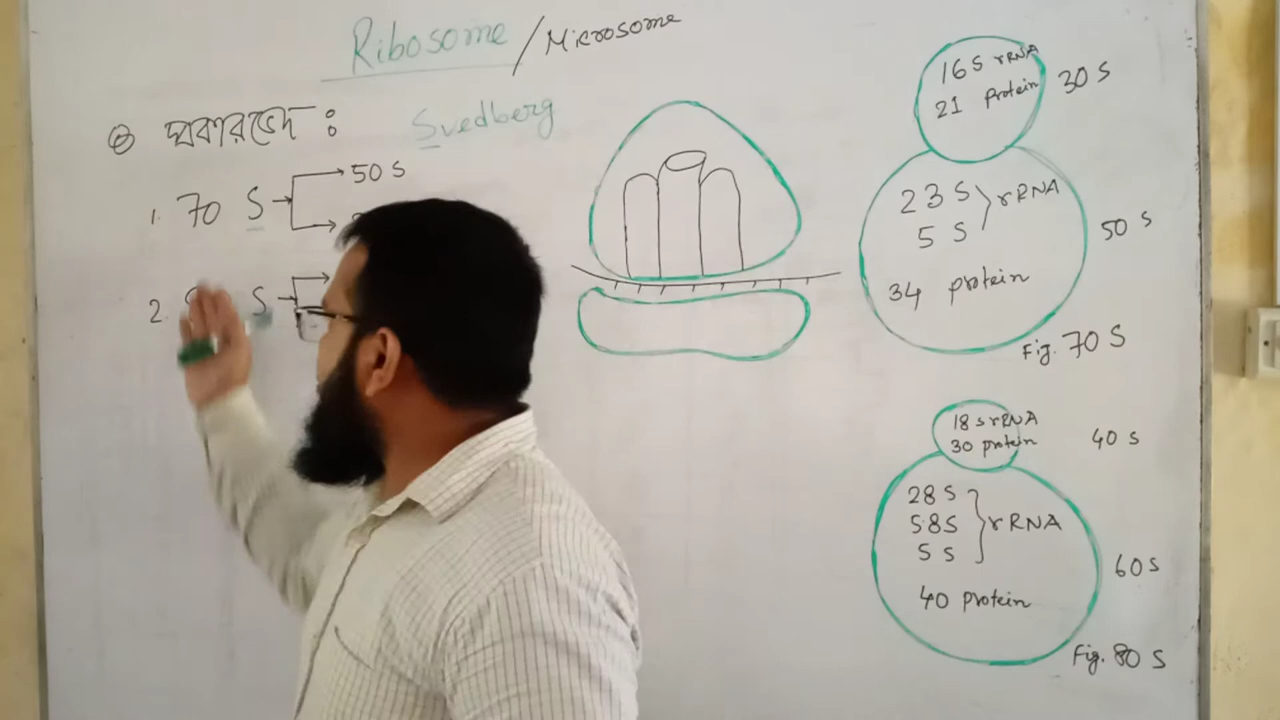 Ribosome / Microsome
প্রকারভেদ :
Svedberg
1. 70 S → 50 S
2. S
16 S rRNA
21 Protein
30 S
23 S
5 S
rRNA
34 protein
50 S
Fig. 70 S
18 s rRNA
30 protein
40 s
28 S
5.8 S
5 s
rRNA
40 protein
60 s
Fig. 80 S